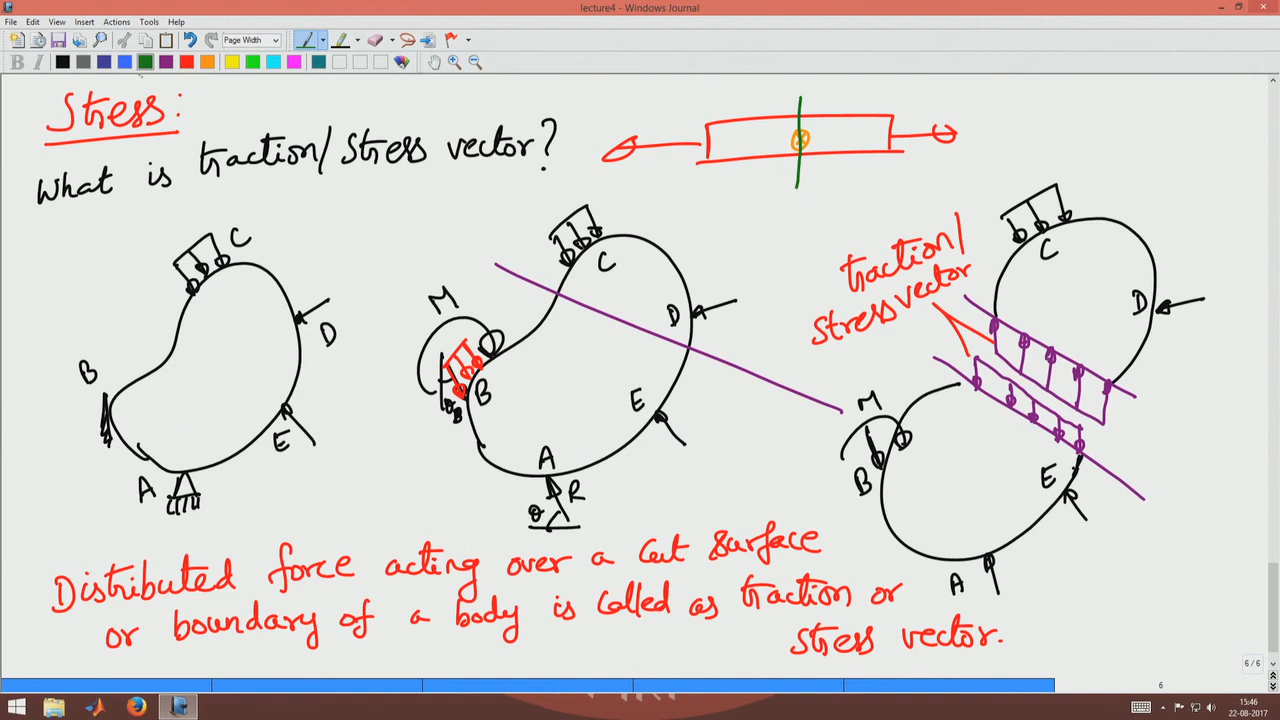 lecture4 - Windows Journal
File Edit View Insert Actions Tools Help
Page Width
B I
Stress:
What is traction/ Stress vector?
C
B
D
E
A
C
M
D
B
θB
E
A
R
θ
traction/
stress vector
C
D
M
B
E
A
Distributed force acting over a cut surface
or boundary of a body is called as traction or
stress vector.
6/6
6
15:46
22-08-2017